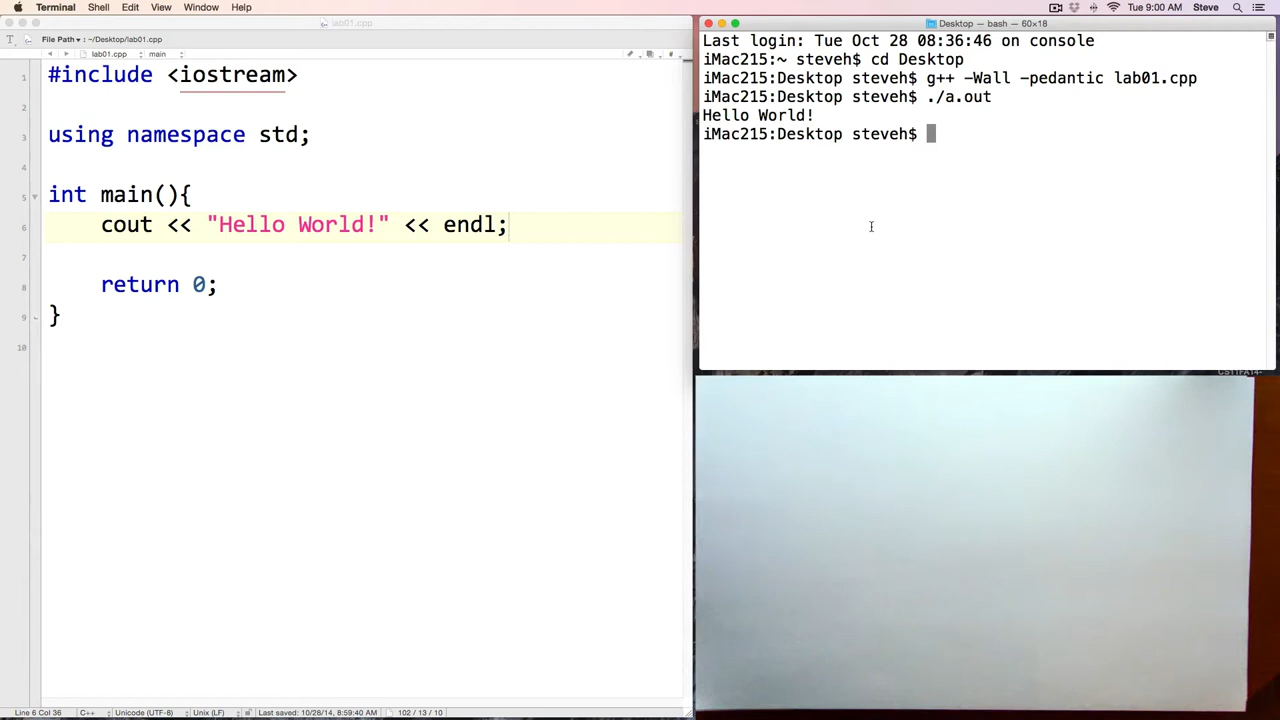 Terminal Shell Edit View Window Help Tue 9:00 AM Steve
lab01.cpp
File Path ▾ : ~/Desktop/lab01.cpp
lab01.cpp main
1 #include <iostream>
2
3 using namespace std;
4
5 int main(){
6 cout << "Hello World!" << endl;
7
8 return 0;
9 }
10
Line 6 Col 36 C++ Unicode (UTF-8) Unix (LF) Last saved: 10/28/14, 8:59:40 AM 102 / 13 / 10
Desktop — bash — 60×18
Last login: Tue Oct 28 08:36:46 on console
iMac215:~ steveh$ cd Desktop
iMac215:Desktop steveh$ g++ -Wall -pedantic lab01.cpp
iMac215:Desktop steveh$ ./a.out
Hello World!
iMac215:Desktop steveh$